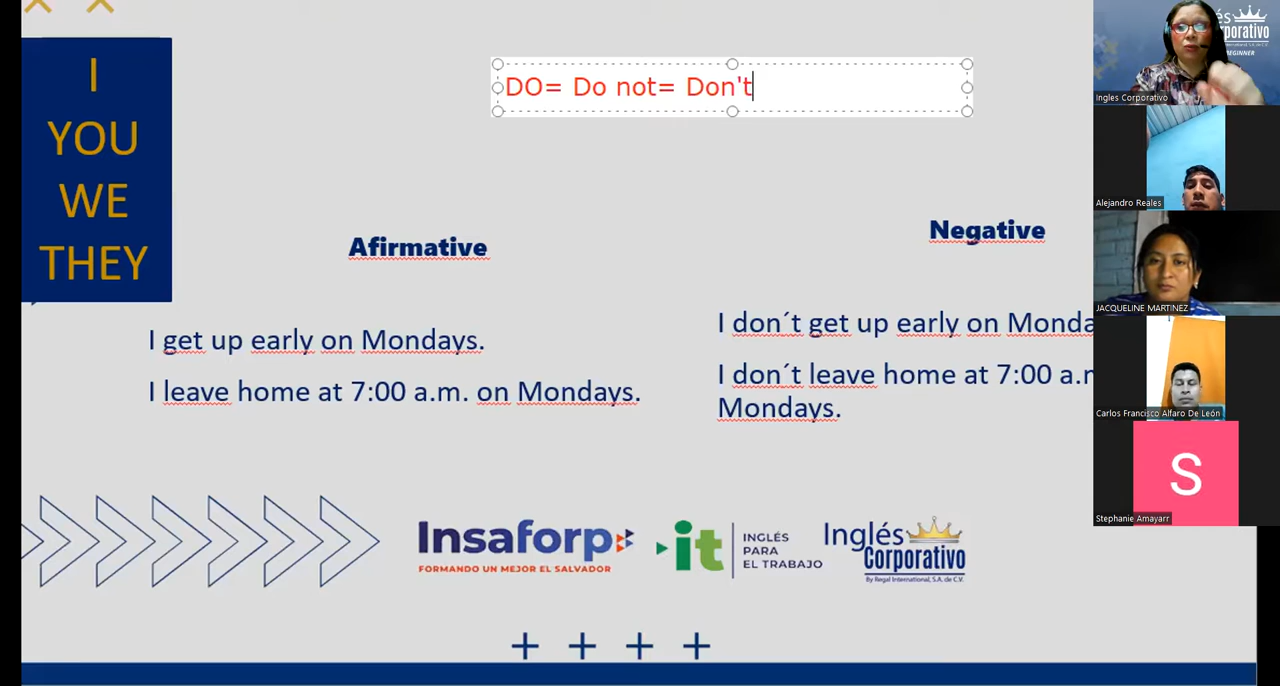 I
YOU
WE
THEY
DO= Do not= Don't
Afirmative
I get up early on Mondays.
I leave home at 7:00 a.m. on Mondays.
Negative
I don´t get up early on Monda
I don´t leave home at 7:00 a.m
Mondays.
Insaforp
FORMANDO UN MEJOR EL SALVADOR
it
INGLÉS
PARA
EL TRABAJO
Inglés
Corporativo
By Regal International, S.A. de C.V.
és
orporativo
BEGINNER
Ingles Corporativo
Alejandro Reales
JACQUELINE MARTINEZ
Carlos Francisco Alfaro De León
S
Stephanie Amayarr